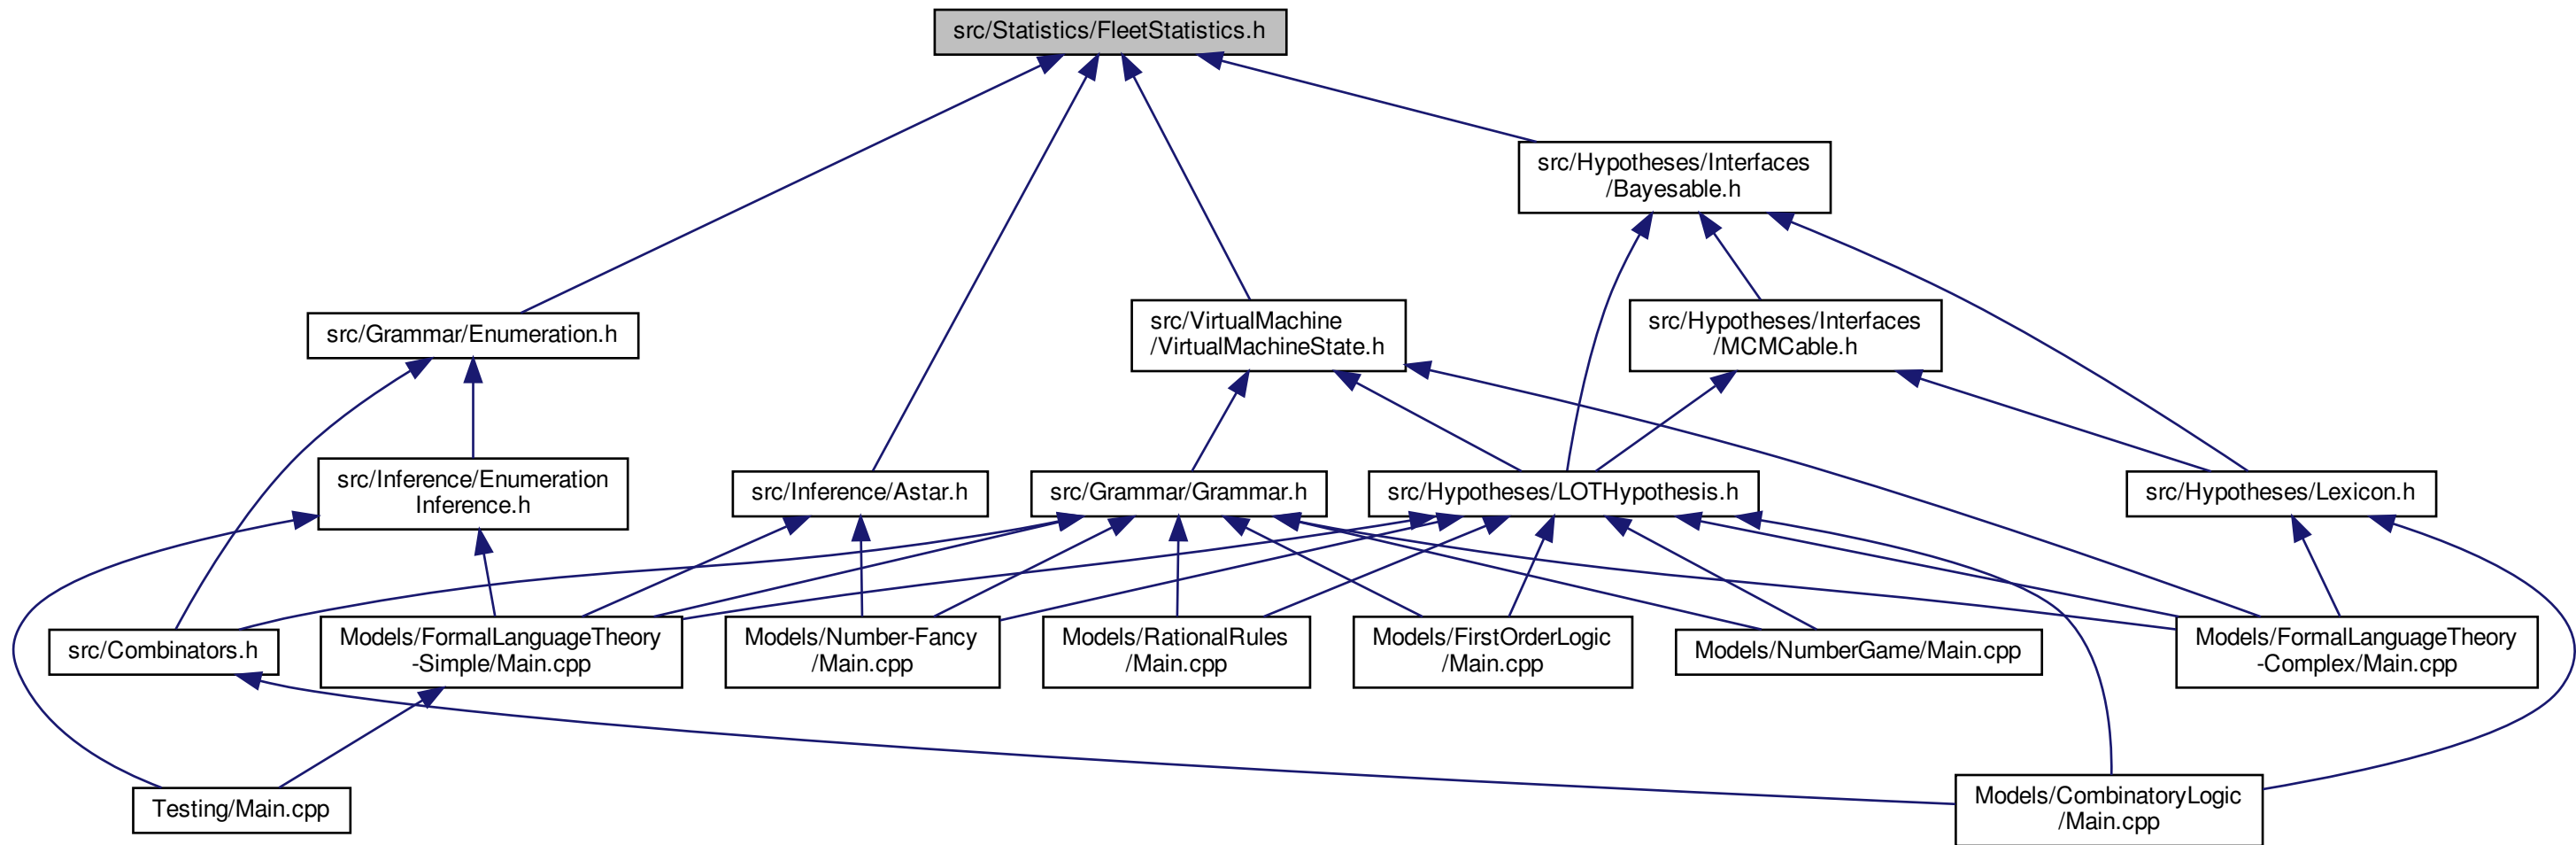 src/Statistics/FleetStatistics.h
src/Hypotheses/Interfaces
/Bayesable.h
src/Grammar/Enumeration.h
src/VirtualMachine
/VirtualMachineState.h
src/Hypotheses/Interfaces
/MCMCable.h
src/Inference/Enumeration
Inference.h
src/Inference/Astar.h
src/Grammar/Grammar.h
src/Hypotheses/LOTHypothesis.h
src/Hypotheses/Lexicon.h
src/Combinators.h
Models/FormalLanguageTheory
-Simple/Main.cpp
Models/Number-Fancy
/Main.cpp
Models/RationalRules
/Main.cpp
Models/FirstOrderLogic
/Main.cpp
Models/NumberGame/Main.cpp
Models/FormalLanguageTheory
-Complex/Main.cpp
Testing/Main.cpp
Models/CombinatoryLogic
/Main.cpp